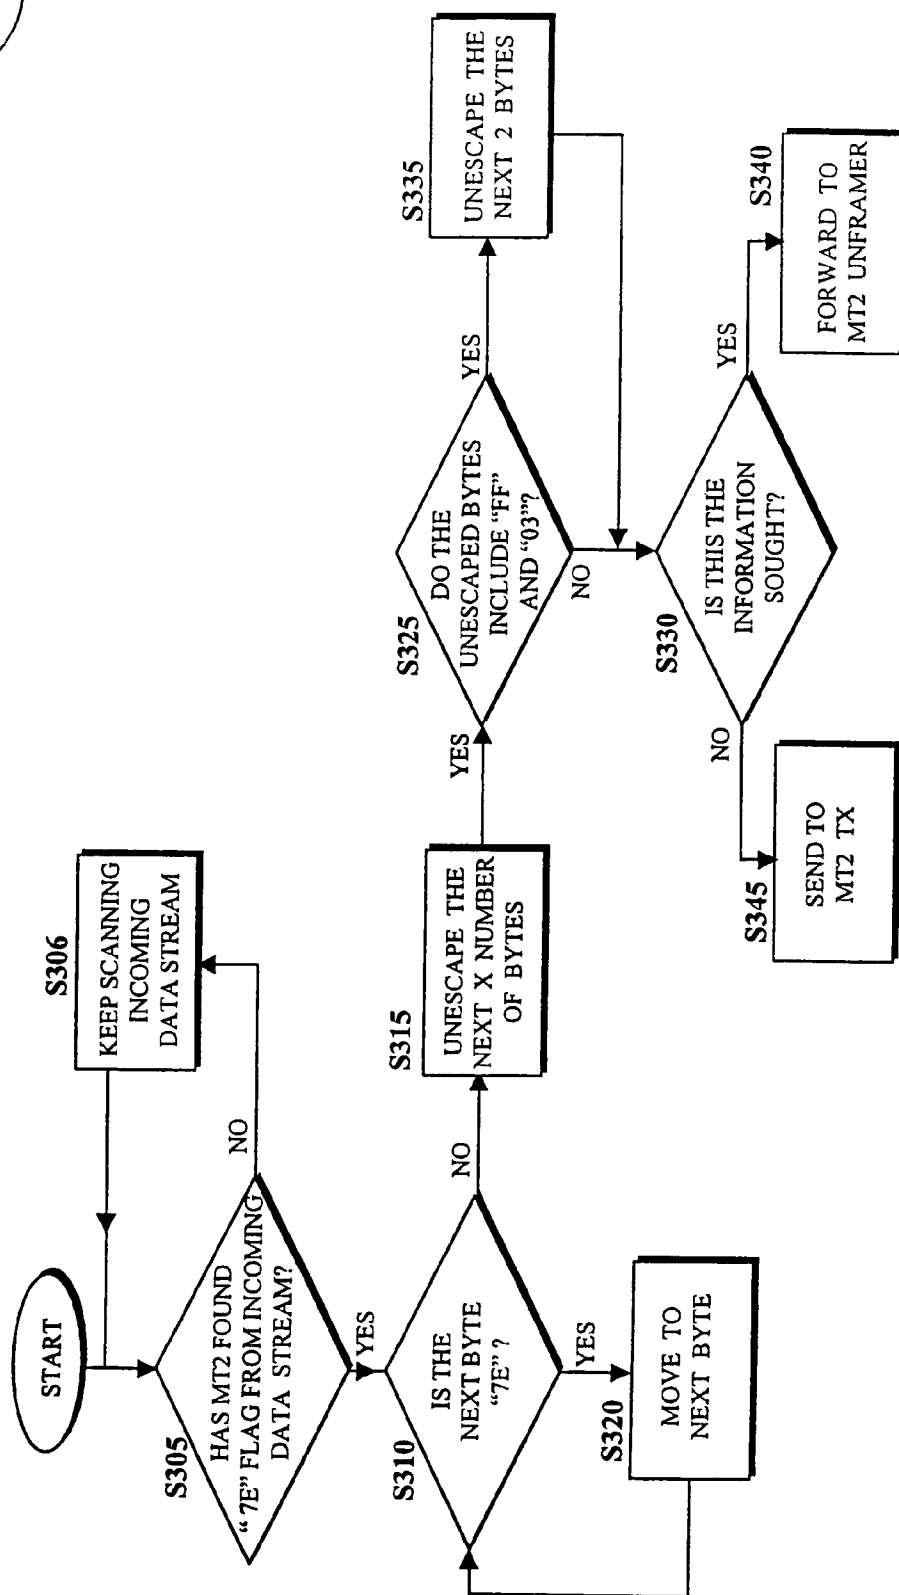 START
S305
HAS MT2 FOUND
“ 7E” FLAG FROM INCOMING
DATA STREAM?
NO
S306
KEEP SCANNING
INCOMING
DATA STREAM
YES
S310
IS THE
NEXT BYTE
“7E” ?
YES
S320
MOVE TO
NEXT BYTE
NO
S315
UNESCAPE THE
NEXT X NUMBER
OF BYTES
YES
S325
DO THE
UNESCAPED BYTES
INCLUDE “FF”
AND “03”?
YES
S335
UNESCAPE THE
NEXT 2 BYTES
NO
S330
IS THIS THE
INFORMATION
SOUGHT?
NO
S345
SEND TO
MT2 TX
YES
S340
FORWARD TO
MT2 UNFRAMER